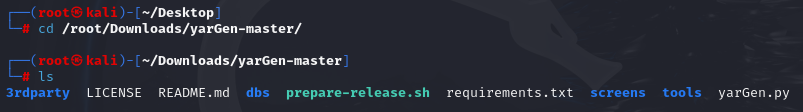 ┌──(root㉿kali)-[~/Desktop]
└─# cd /root/Downloads/yarGen-master/
┌──(root㉿kali)-[~/Downloads/yarGen-master]
└─# ls
3rdparty LICENSE README.md dbs prepare-release.sh requirements.txt screens tools yarGen.py